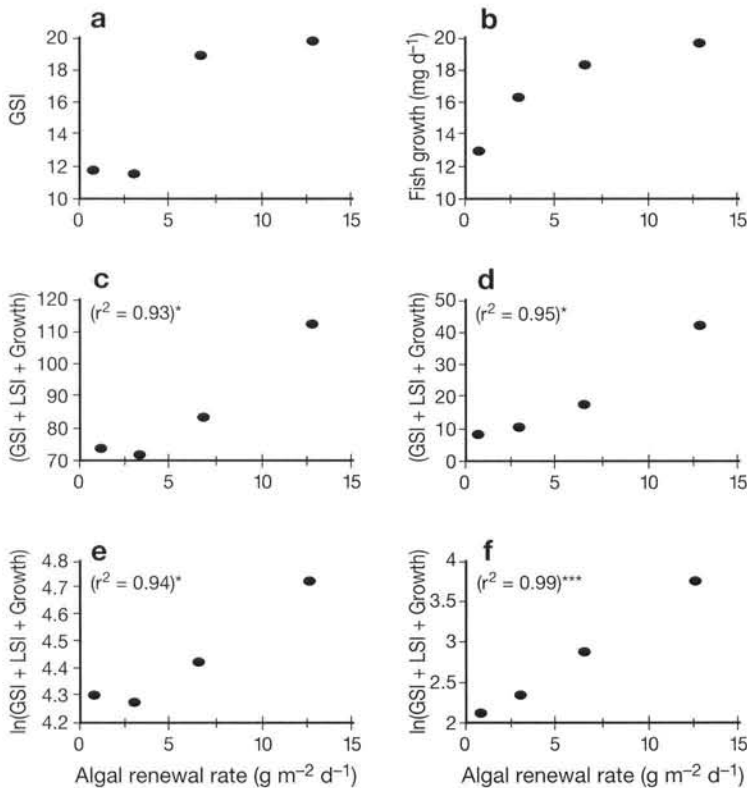 a
20
18
16
14
12
10
GSI
0 5 10 15
b
20
18
16
14
12
10
Fish growth (mg d⁻¹)
0 5 10 15
c
(r² = 0.93)*
120
110
100
90
80
70
(GSI + LSI + Growth)
0 5 10 15
d
(r² = 0.95)*
50
40
30
20
10
0
(GSI + LSI + Growth)
0 5 10 15
e
(r² = 0.94)*
4.8
4.7
4.5
4.4
4.3
4.2
ln(GSI + LSI + Growth)
0 5 10 15
Algal renewal rate (g m⁻² d⁻¹)
f
(r² = 0.99)***
4
3.5
3
2.5
2
ln(GSI + LSI + Growth)
0 5 10 15
Algal renewal rate (g m⁻² d⁻¹)